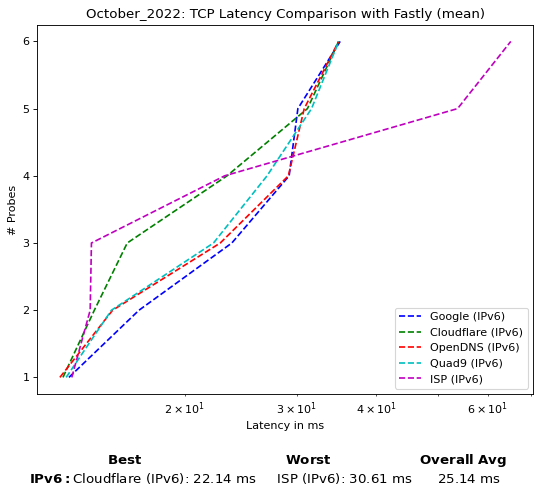 October_2022: TCP Latency Comparison with Fastly (mean)
6
5
4
3
2
1
# Probes
Google (IPv6)
Cloudflare (IPv6)
OpenDNS (IPv6)
Quad9 (IPv6)
ISP (IPv6)
2 × 10¹ 3 × 10¹ 4 × 10¹ 6 × 10¹
Latency in ms
Best Worst Overall Avg
IPv6: Cloudflare (IPv6): 22.14 ms ISP (IPv6): 30.61 ms 25.14 ms